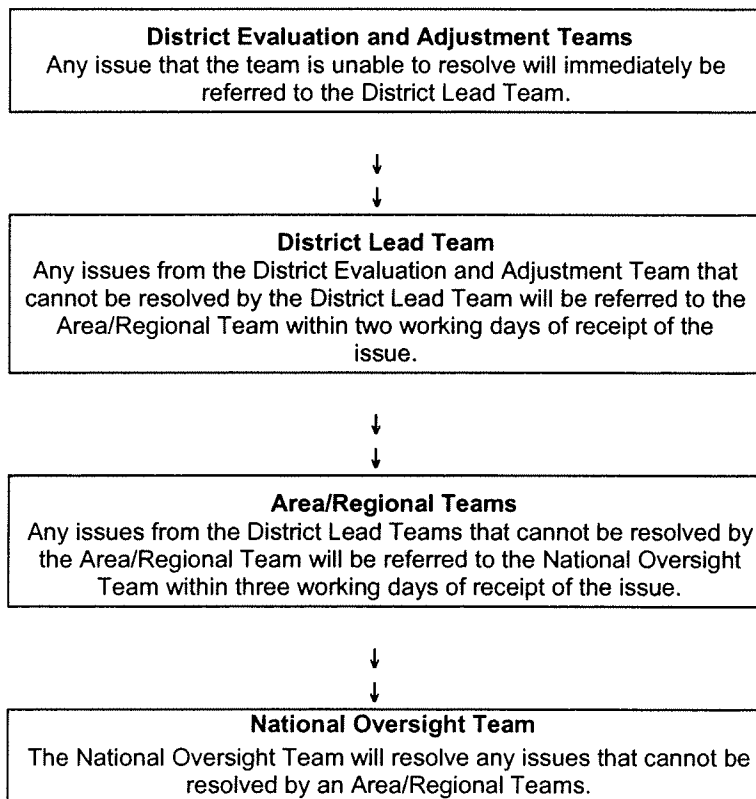 District Evaluation and Adjustment Teams
Any issue that the team is unable to resolve will immediately be
referred to the District Lead Team.
↓
↓
District Lead Team
Any issues from the District Evaluation and Adjustment Team that
cannot be resolved by the District Lead Team will be referred to the
Area/Regional Team within two working days of receipt of the
issue.
↓
↓
Area/Regional Teams
Any issues from the District Lead Teams that cannot be resolved by
the Area/Regional Team will be referred to the National Oversight
Team within three working days of receipt of the issue.
↓
↓
National Oversight Team
The National Oversight Team will resolve any issues that cannot be
resolved by an Area/Regional Teams.